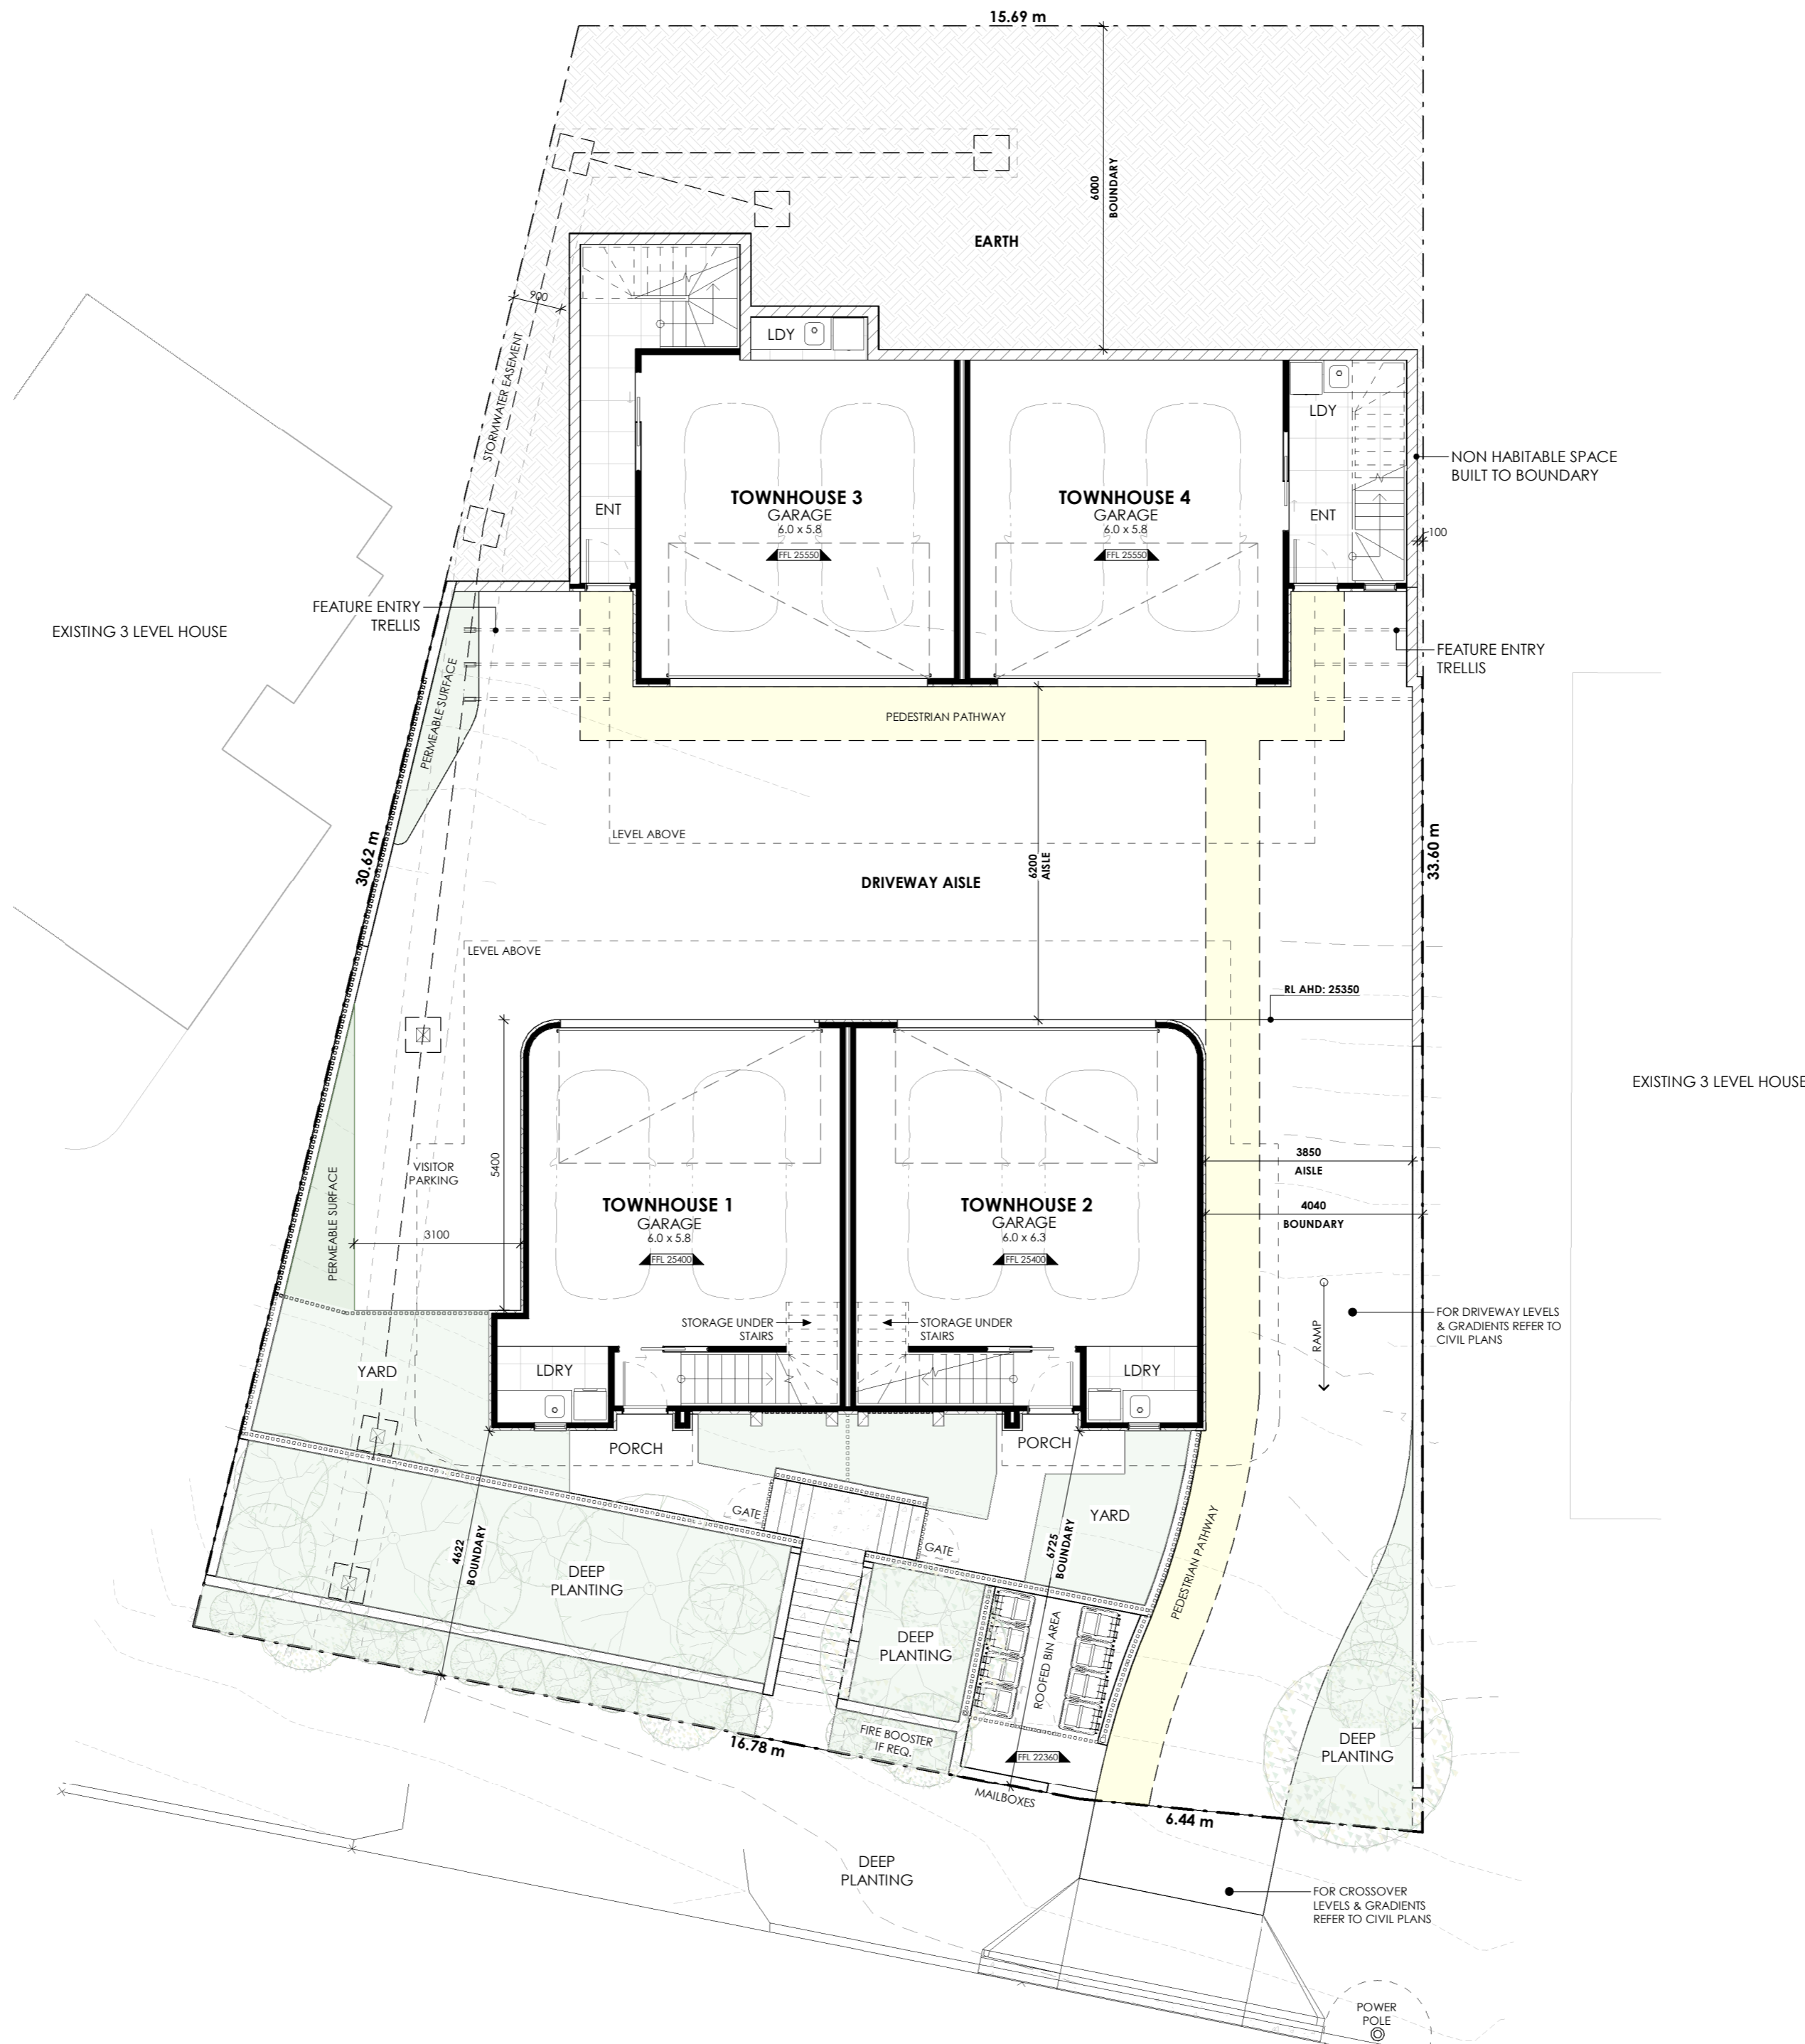 15.69 m
6000
BOUNDARY
EARTH
900
STORMWATER EASEMENT
LDY
LDY
NON HABITABLE SPACE
BUILT TO BOUNDARY
TOWNHOUSE 3
GARAGE
6.0 x 5.8
FFL 25550
TOWNHOUSE 4
GARAGE
6.0 x 5.8
FFL 25550
ENT
ENT
100
FEATURE ENTRY
TRELLIS
EXISTING 3 LEVEL HOUSE
FEATURE ENTRY
TRELLIS
PERMEABLE SURFACE
PEDESTRIAN PATHWAY
LEVEL ABOVE
30.62 m
6200
AISLE
33.60 m
DRIVEWAY AISLE
LEVEL ABOVE
RL AHD: 25350
EXISTING 3 LEVEL HOUSE
VISITOR
PARKING
5400
3850
AISLE
PERMEABLE SURFACE
TOWNHOUSE 1
GARAGE
6.0 x 5.8
FFL 25400
TOWNHOUSE 2
GARAGE
6.0 x 6.3
FFL 25400
4040
BOUNDARY
3100
STORAGE UNDER
STAIRS
STORAGE UNDER
STAIRS
RAMP
FOR DRIVEWAY LEVELS
& GRADIENTS REFER TO
CIVIL PLANS
YARD
LDRY
LDRY
PORCH
PORCH
GATE
GATE
YARD
4622
BOUNDARY
6725
BOUNDARY
PEDESTRIAN PATHWAY
DEEP
PLANTING
DEEP
PLANTING
ROOFED BIN AREA
FIRE BOOSTER
IF REQ.
FFL 22360
DEEP
PLANTING
16.78 m
MAILBOXES
6.44 m
DEEP
PLANTING
FOR CROSSOVER
LEVELS & GRADIENTS
REFER TO CIVIL PLANS
POWER
POLE